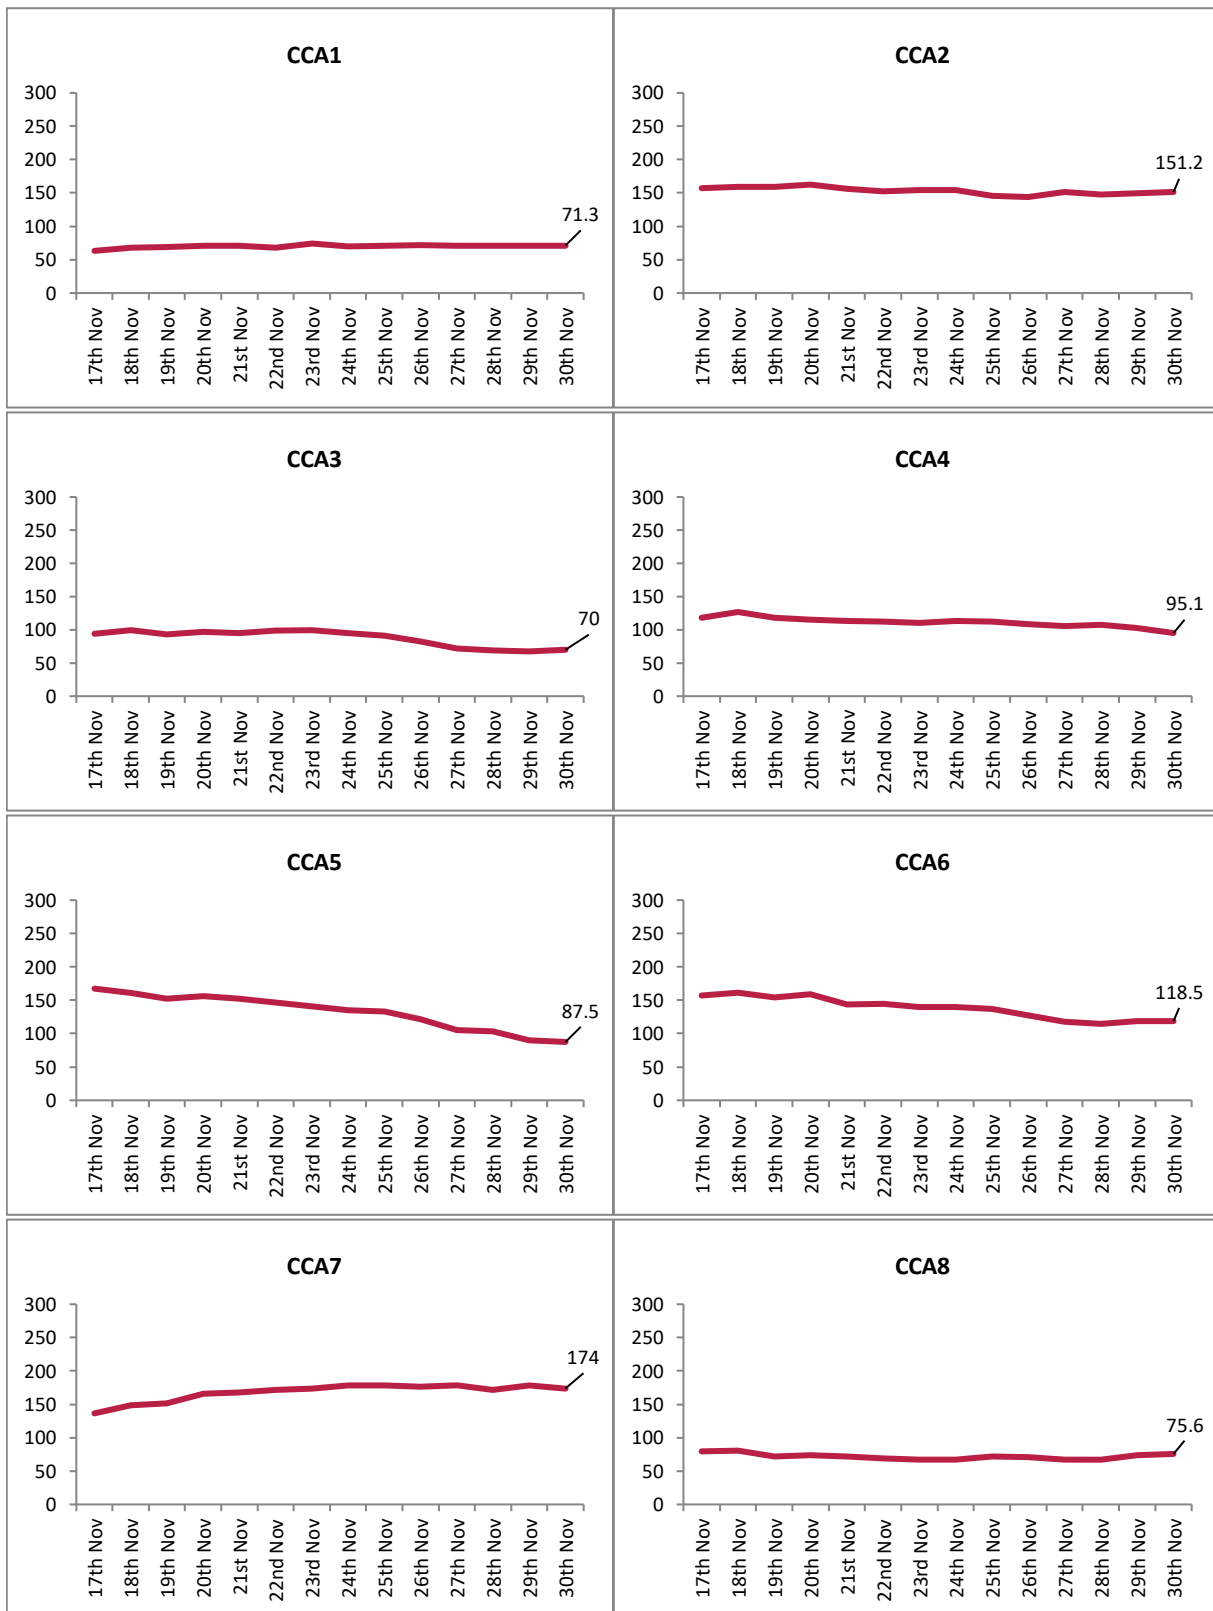 CCA1
300
250
200
150
100
50
0
71.3
17th Nov
18th Nov
19th Nov
20th Nov
21st Nov
22nd Nov
23rd Nov
24th Nov
25th Nov
26th Nov
27th Nov
28th Nov
29th Nov
30th Nov
CCA2
300
250
200
150
100
50
0
151.2
17th Nov
18th Nov
19th Nov
20th Nov
21st Nov
22nd Nov
23rd Nov
24th Nov
25th Nov
26th Nov
27th Nov
28th Nov
29th Nov
30th Nov
CCA3
300
250
200
150
100
50
0
70
17th Nov
18th Nov
19th Nov
20th Nov
21st Nov
22nd Nov
23rd Nov
24th Nov
25th Nov
26th Nov
27th Nov
28th Nov
29th Nov
30th Nov
CCA4
300
250
200
150
100
50
0
95.1
17th Nov
18th Nov
19th Nov
20th Nov
21st Nov
22nd Nov
23rd Nov
24th Nov
25th Nov
26th Nov
27th Nov
28th Nov
29th Nov
30th Nov
CCA5
300
250
200
150
100
50
0
87.5
17th Nov
18th Nov
19th Nov
20th Nov
21st Nov
22nd Nov
23rd Nov
24th Nov
25th Nov
26th Nov
27th Nov
28th Nov
29th Nov
30th Nov
CCA6
300
250
200
150
100
50
0
118.5
17th Nov
18th Nov
19th Nov
20th Nov
21st Nov
22nd Nov
23rd Nov
24th Nov
25th Nov
26th Nov
27th Nov
28th Nov
29th Nov
30th Nov
CCA7
300
250
200
150
100
50
0
174
17th Nov
18th Nov
19th Nov
20th Nov
21st Nov
22nd Nov
23rd Nov
24th Nov
25th Nov
26th Nov
27th Nov
28th Nov
29th Nov
30th Nov
CCA8
300
250
200
150
100
50
0
75.6
17th Nov
18th Nov
19th Nov
20th Nov
21st Nov
22nd Nov
23rd Nov
24th Nov
25th Nov
26th Nov
27th Nov
28th Nov
29th Nov
30th Nov